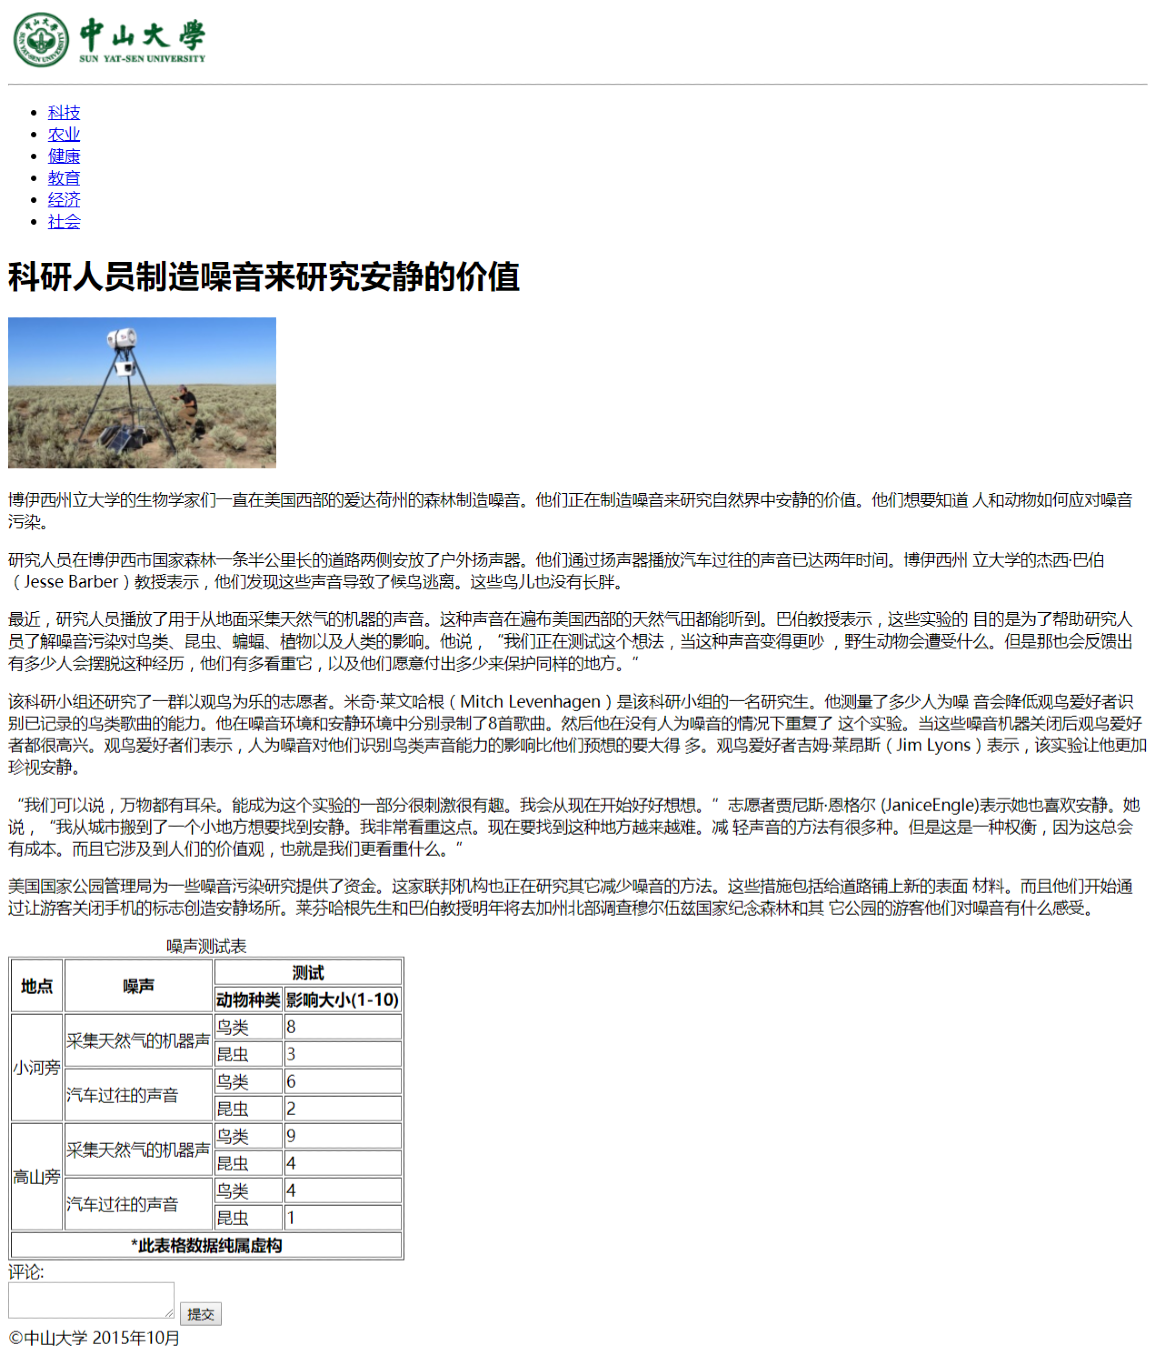 中山大学
SUN YAT-SEN UNIVERSITY
科技
农业
健康
教育
经济
社会
科研人员制造噪音来研究安静的价值
博伊西州立大学的生物学家们一直在美国西部的爱达荷州的森林制造噪音。他们正在制造噪音来研究自然界中安静的价值。他们想要知道 人和动物如何应对噪音
污染。
研究人员在博伊西市国家森林一条半公里长的道路两侧安放了户外扬声器。他们通过扬声器播放汽车过往的声音已达两年时间。博伊西州 立大学的杰西·巴伯
（Jesse Barber）教授表示，他们发现这些声音导致了候鸟逃离。这些鸟儿也没有长胖。
最近，研究人员播放了用于从地面采集天然气的机器的声音。这种声音在遍布美国西部的天然气田都能听到。巴伯教授表示，这些实验的 目的是为了帮助研究人
员了解噪音污染对鸟类、昆虫、蝙蝠、植物以及人类的影响。他说，“我们正在测试这个想法，当这种声音变得更吵 ，野生动物会遭受什么。但是那也会反馈出
有多少人会摆脱这种经历，他们有多看重它，以及他们愿意付出多少来保护同样的地方。”
该科研小组还研究了一群以观鸟为乐的志愿者。米奇·莱文哈根（Mitch Levenhagen）是该科研小组的一名研究生。他测量了多少人为噪 音会降低观鸟爱好者识
别已记录的鸟类歌曲的能力。他在噪音环境和安静环境中分别录制了8首歌曲。然后他在没有人为噪音的情况下重复了 这个实验。当这些噪音机器关闭后观鸟爱好
者都很高兴。观鸟爱好者们表示，人为噪音对他们识别鸟类声音能力的影响比他们预想的要大得 多。观鸟爱好者吉姆·莱昂斯（Jim Lyons）表示，该实验让他更加
珍视安静。
“我们可以说，万物都有耳朵。能成为这个实验的一部分很刺激很有趣。我会从现在开始好好想想。”志愿者贾尼斯·恩格尔 (JaniceEngle)表示她也喜欢安静。她
说，“我从城市搬到了一个小地方想要找到安静。我非常看重这点。现在要找到这种地方越来越难。减 轻声音的方法有很多种。但是这是一种权衡，因为这总会
有成本。而且它涉及到人们的价值观，也就是我们更看重什么。”
美国国家公园管理局为一些噪音污染研究提供了资金。这家联邦机构也正在研究其它减少噪音的方法。这些措施包括给道路铺上新的表面 材料。而且他们开始通
过让游客关闭手机的标志创造安静场所。莱芬哈根先生和巴伯教授明年将去加州北部调查穆尔伍兹国家纪念森林和其 它公园的游客他们对噪音有什么感受。
噪声测试表
地点 噪声 测试
动物种类 影响大小(1-10)
小河旁 采集天然气的机器声 鸟类 8
昆虫 3
汽车过往的声音 鸟类 6
昆虫 2
高山旁 采集天然气的机器声 鸟类 9
昆虫 4
汽车过往的声音 鸟类 4
昆虫 1
*此表格数据纯属虚构
评论:
提交
©中山大学 2015年10月